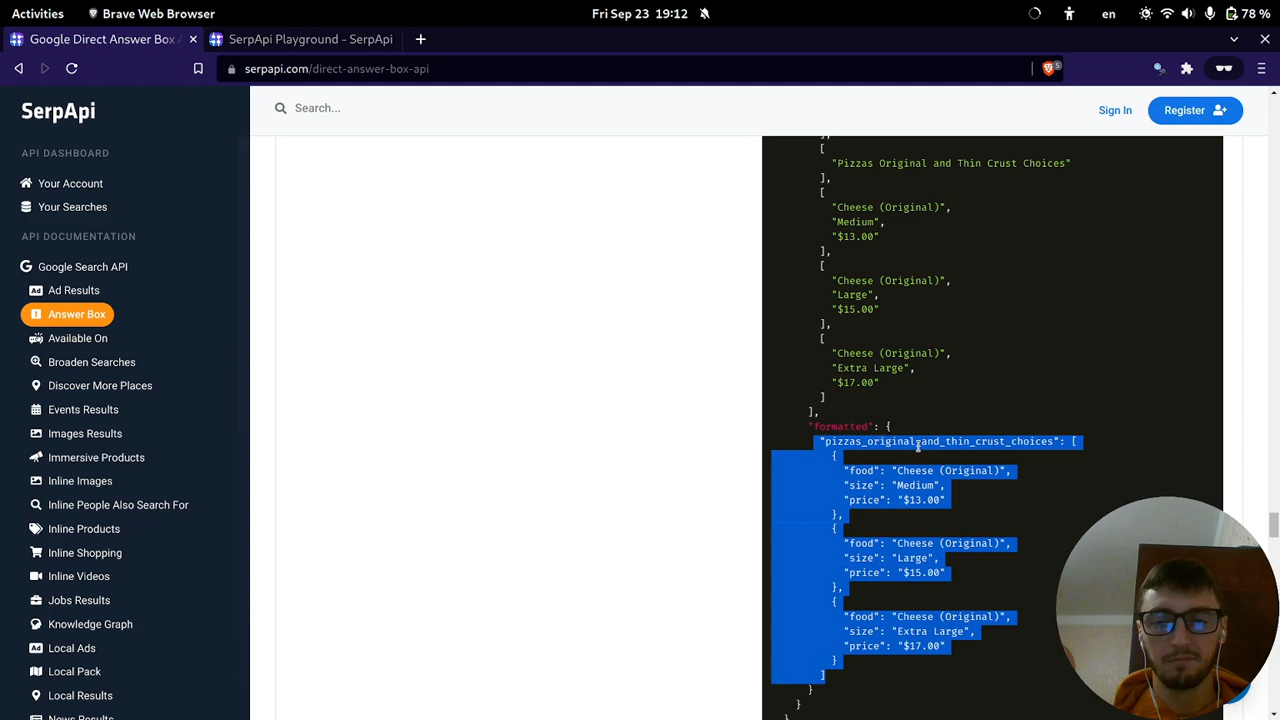 Activities
Brave Web Browser
Fri Sep 23 19:12
en
78 %
Google Direct Answer Box A
SerpApi Playground - SerpApi
serpapi.com/direct-answer-box-api
5
SerpApi
Search...
Sign In
Register
API DASHBOARD
Your Account
Your Searches
API DOCUMENTATION
Google Search API
Ad Results
Answer Box
Available On
Broaden Searches
Discover More Places
Events Results
Images Results
Immersive Products
Inline Images
Inline People Also Search For
Inline Products
Inline Shopping
Inline Videos
Jobs Results
Knowledge Graph
Local Ads
Local Pack
Local Results
News Results
],
[
"Pizzas Original and Thin Crust Choices"
],
[
"Cheese (Original)",
"Medium",
"$13.00"
],
[
"Cheese (Original)",
"Large",
"$15.00"
],
[
"Cheese (Original)",
"Extra Large",
"$17.00"
]
],
"formatted": {
"pizzas_original_and_thin_crust_choices": [
{
"food": "Cheese (Original)",
"size": "Medium",
"price": "$13.00"
},
{
"food": "Cheese (Original)",
"size": "Large",
"price": "$15.00"
},
{
"food": "Cheese (Original)",
"size": "Extra Large",
"price": "$17.00"
}
]
}
}
}